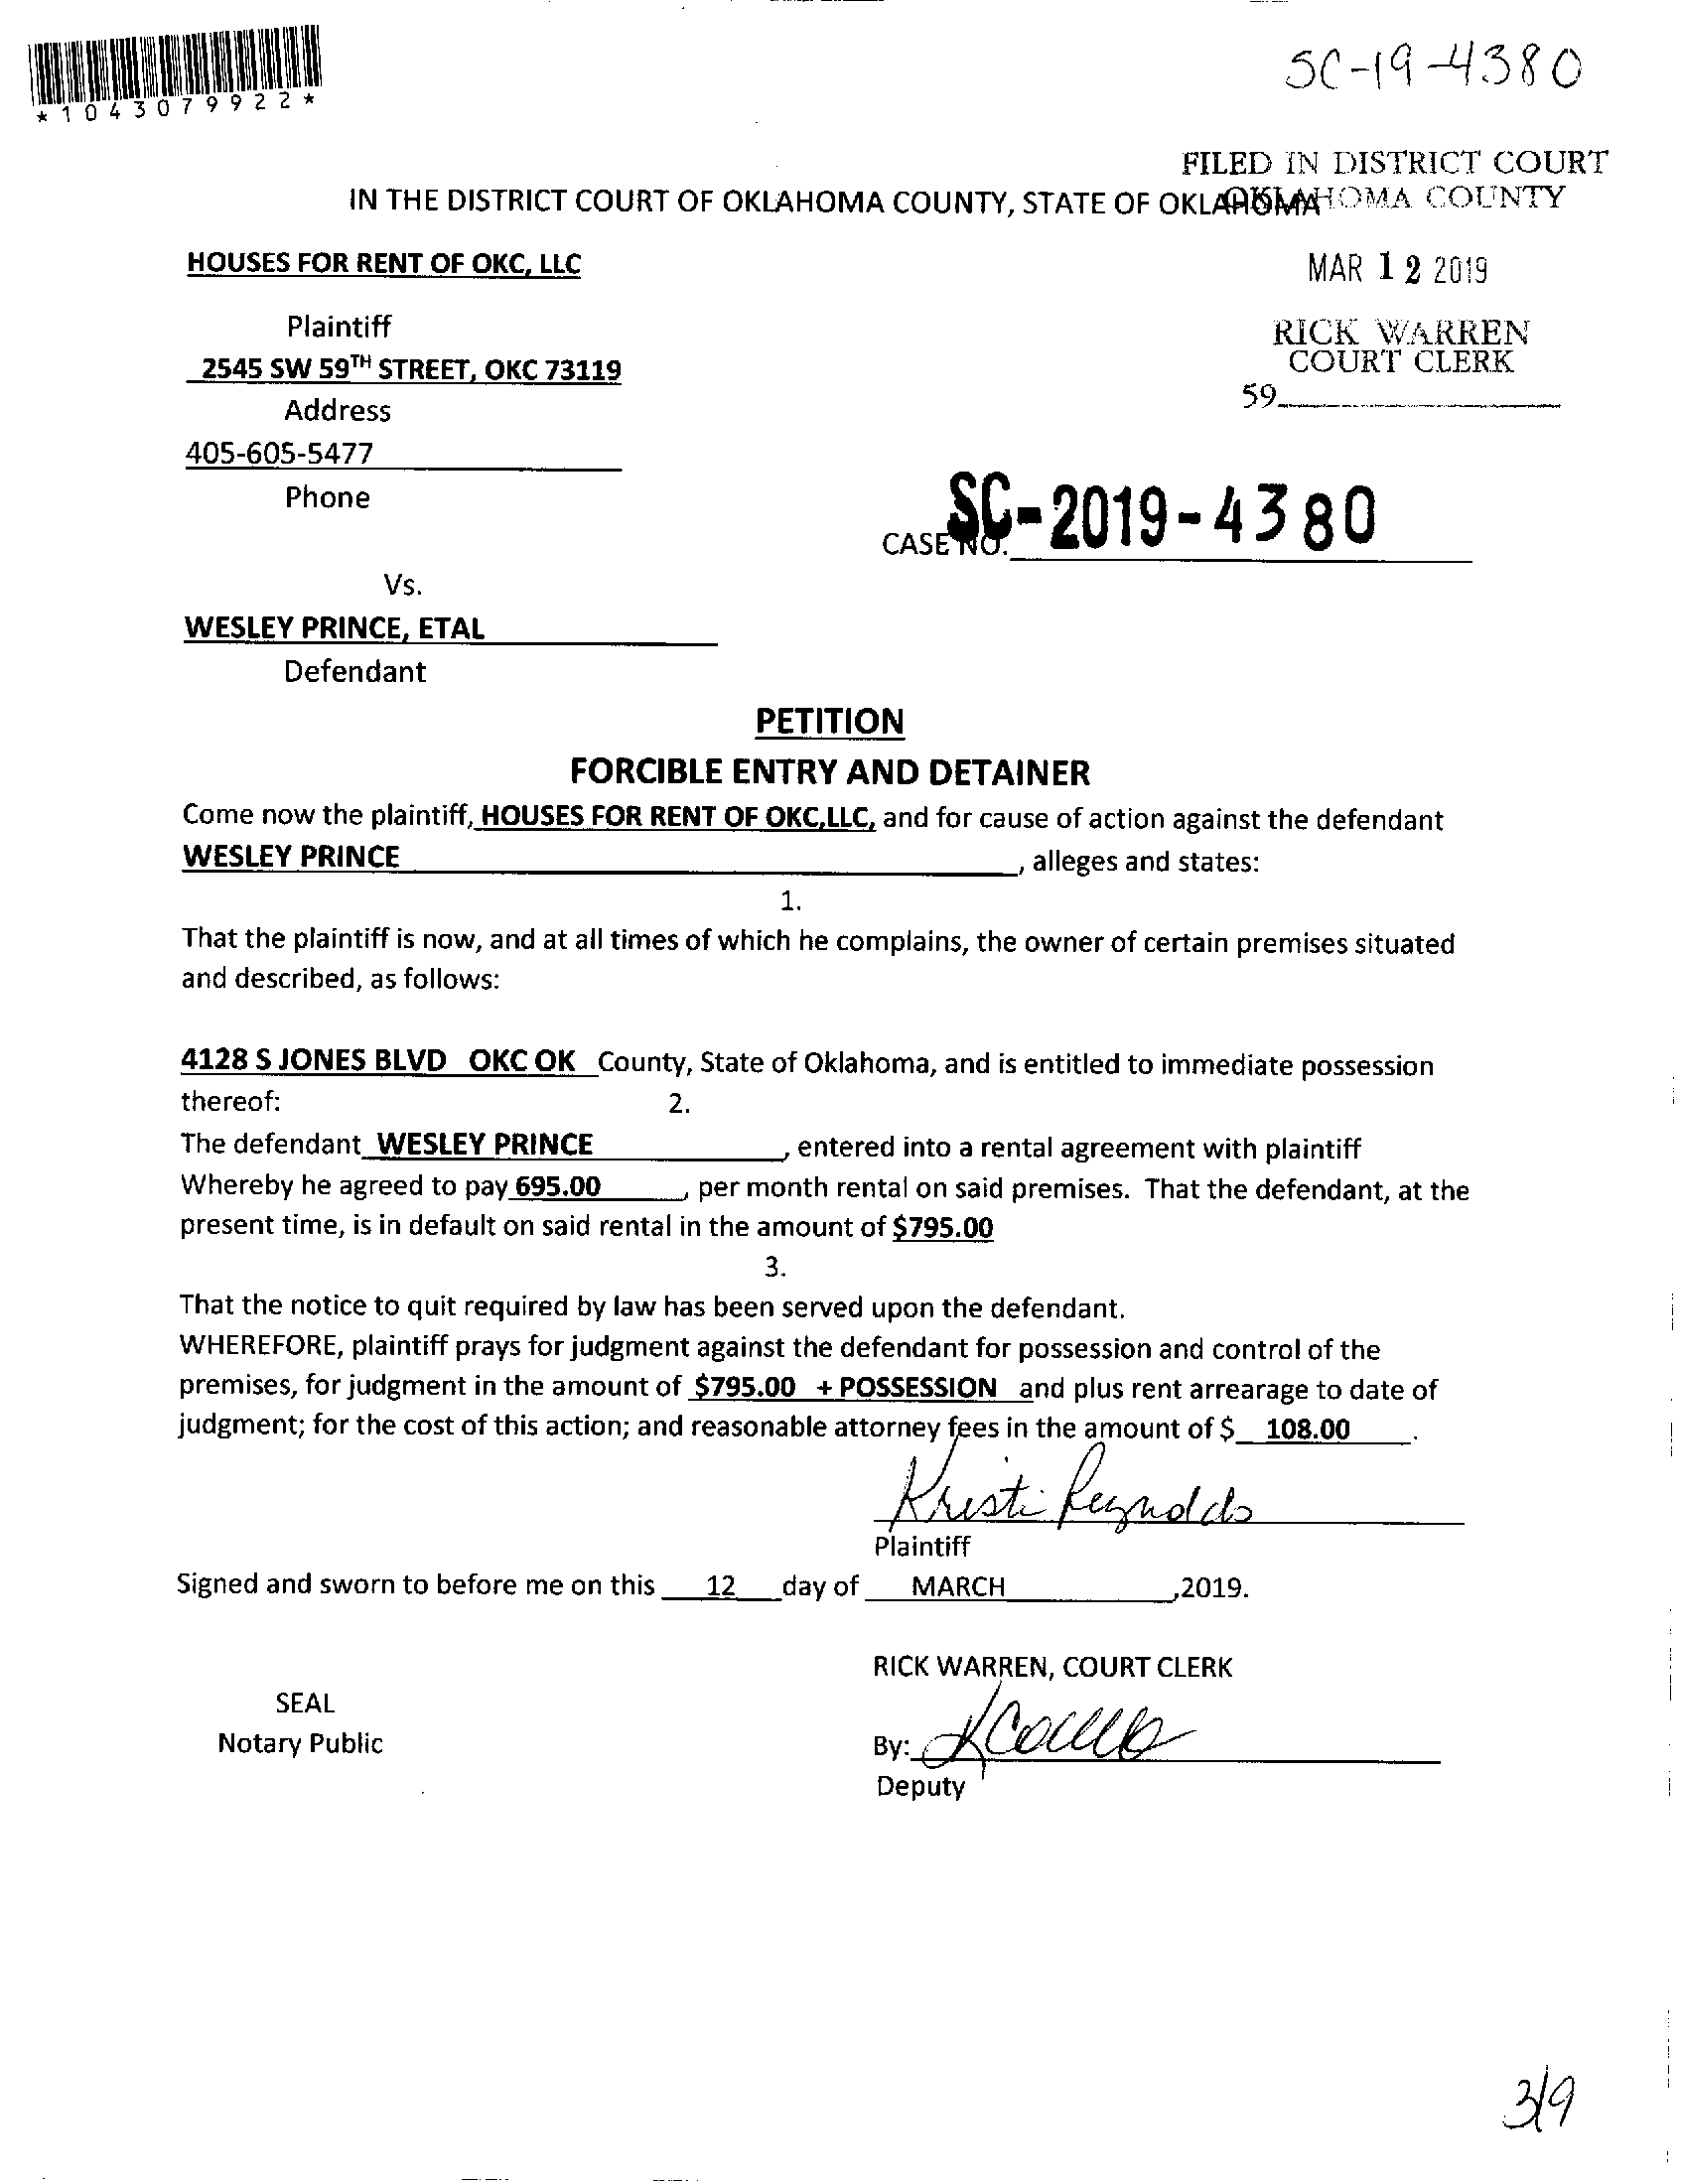 *1043079922*
SC-19-4380
FILED IN DISTRICT COURT
OKLAHOMA COUNTY
IN THE DISTRICT COURT OF OKLAHOMA COUNTY, STATE OF OKLAHOMA
HOUSES FOR RENT OF OKC, LLC
MAR 12 2019
Plaintiff
RICK WARREN
COURT CLERK
2545 SW 59TH STREET, OKC 73119
59
Address
405-605-5477
Phone
CASE NO. SC-2019-4380
Vs.
WESLEY PRINCE, ETAL
Defendant
PETITION
FORCIBLE ENTRY AND DETAINER
Come now the plaintiff, HOUSES FOR RENT OF OKC,LLC, and for cause of action against the defendant
WESLEY PRINCE, alleges and states:
1.
That the plaintiff is now, and at all times of which he complains, the owner of certain premises situated
and described, as follows:
4128 S JONES BLVD OKC OK County, State of Oklahoma, and is entitled to immediate possession
thereof: 2.
The defendant WESLEY PRINCE, entered into a rental agreement with plaintiff
Whereby he agreed to pay 695.00, per month rental on said premises. That the defendant, at the
present time, is in default on said rental in the amount of $795.00
3.
That the notice to quit required by law has been served upon the defendant.
WHEREFORE, plaintiff prays for judgment against the defendant for possession and control of the
premises, for judgment in the amount of $795.00 + POSSESSION and plus rent arrearage to date of
judgment; for the cost of this action; and reasonable attorney fees in the amount of $ 108.00.
Kristi Reynolds
Plaintiff
Signed and sworn to before me on this 12 day of MARCH,2019.
RICK WARREN, COURT CLERK
SEAL
Notary Public
By:
Deputy
3/9